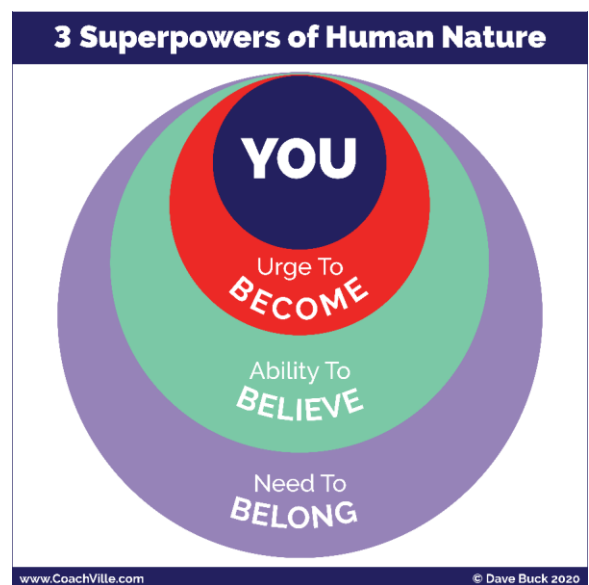 3 Superpowers of Human Nature
YOU
Urge To
BECOME
Ability To
BELIEVE
Need To
BELONG
www.CoachVille.com
© Dave Buck 2020